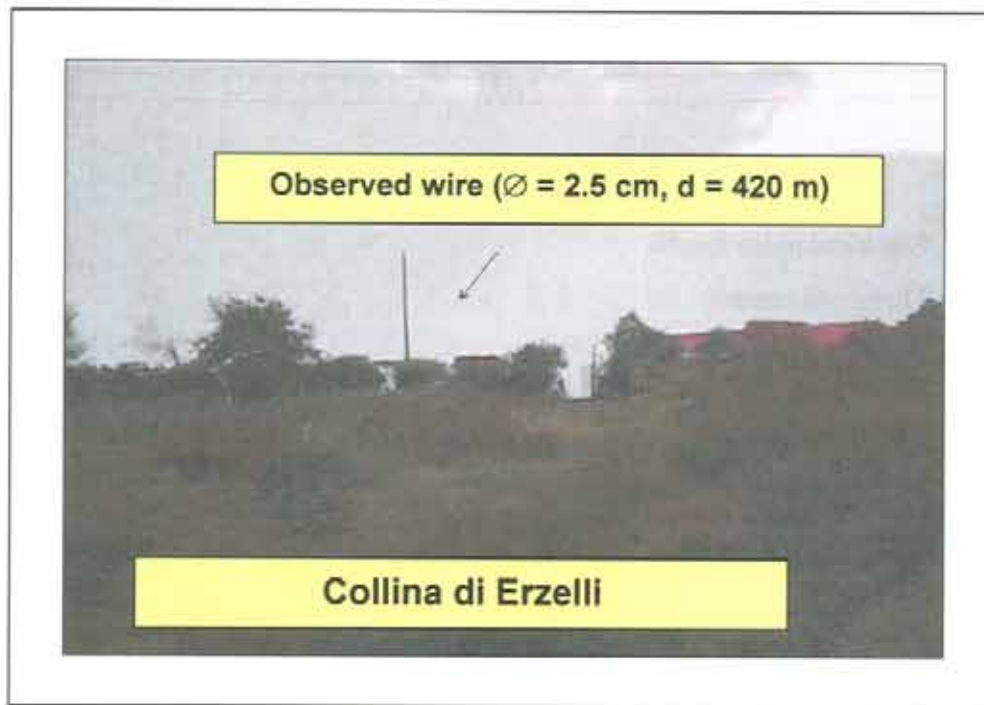 Observed wire (∅ = 2.5 cm, d = 420 m)
Collina di Erzelli